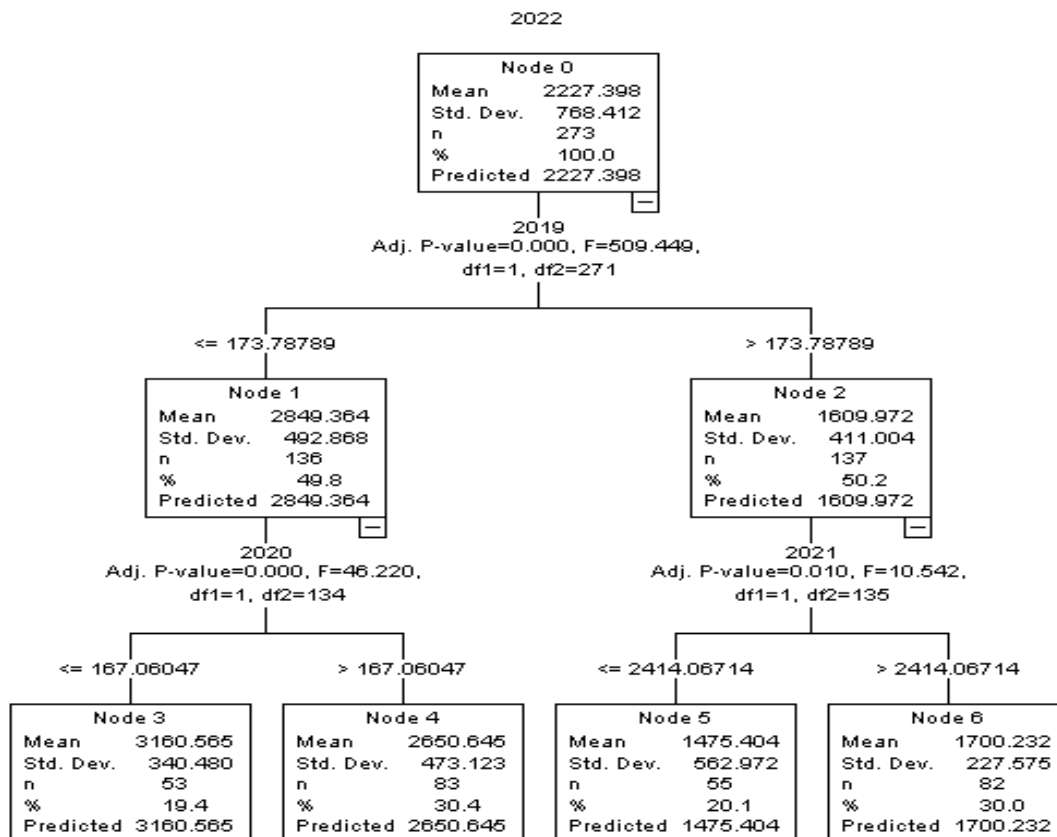 2022
Node 0
Mean 2227.398
Std. Dev. 768.412
n 273
% 100.0
Predicted 2227.398
2019
Adj. P-value=0.000, F=509.449,
df1=1, df2=271
<= 173.78789
> 173.78789
Node 1
Mean 2849.364
Std. Dev. 492.868
n 136
% 49.8
Predicted 2849.364
Node 2
Mean 1609.972
Std. Dev. 411.004
n 137
% 50.2
Predicted 1609.972
2020
Adj. P-value=0.000, F=46.220,
df1=1, df2=134
2021
Adj. P-value=0.010, F=10.542,
df1=1, df2=135
<= 167.06047
> 167.06047
<= 2414.06714
> 2414.06714
Node 3
Mean 3160.565
Std. Dev. 340.480
n 53
% 19.4
Predicted 3160.565
Node 4
Mean 2650.645
Std. Dev. 473.123
n 83
% 30.4
Predicted 2650.645
Node 5
Mean 1475.404
Std. Dev. 562.972
n 55
% 20.1
Predicted 1475.404
Node 6
Mean 1700.232
Std. Dev. 227.575
n 82
% 30.0
Predicted 1700.232